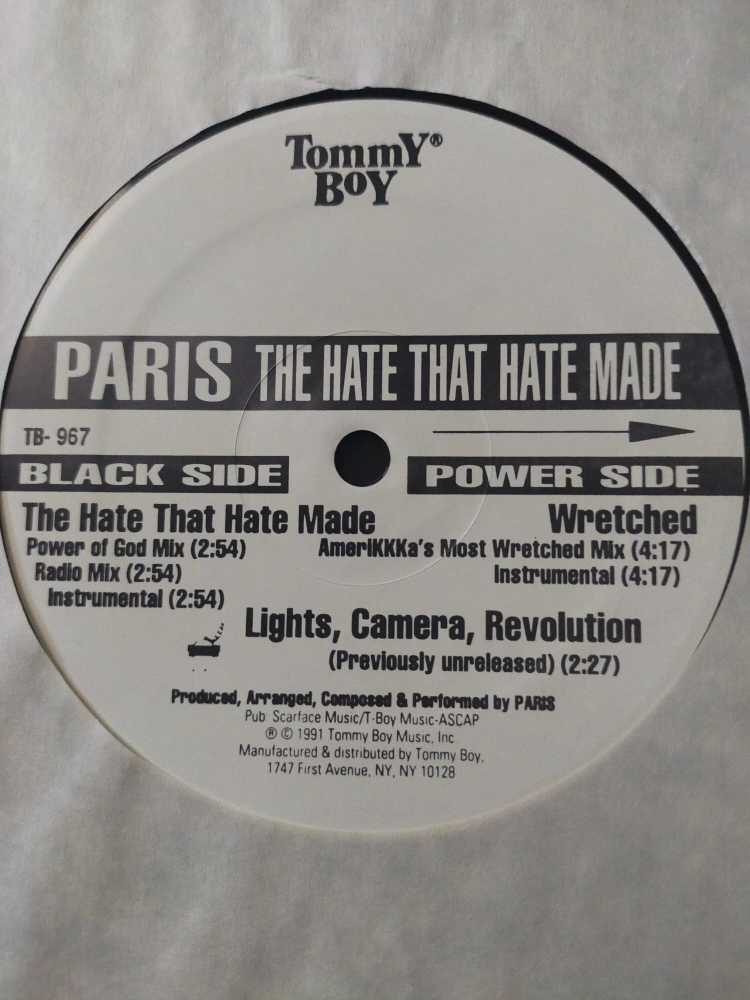 TommY®
BoY
PARIS THE HATE THAT HATE MADE
TB- 967
BLACK SIDE
The Hate That Hate Made
Power of God Mix (2:54)
Radio Mix (2:54)
Instrumental (2:54)
POWER SIDE
Wretched
AmeriKKKa's Most Wretched Mix (4:17)
Instrumental (4:17)
Lights, Camera, Revolution
(Previously unreleased) (2:27)
Produced, Arranged, Composed & Performed by PARIS
Pub: Scarface Music/T-Boy Music-ASCAP
® © 1991 Tommy Boy Music, Inc.
Manufactured & distributed by Tommy Boy,
1747 First Avenue, NY, NY 10128